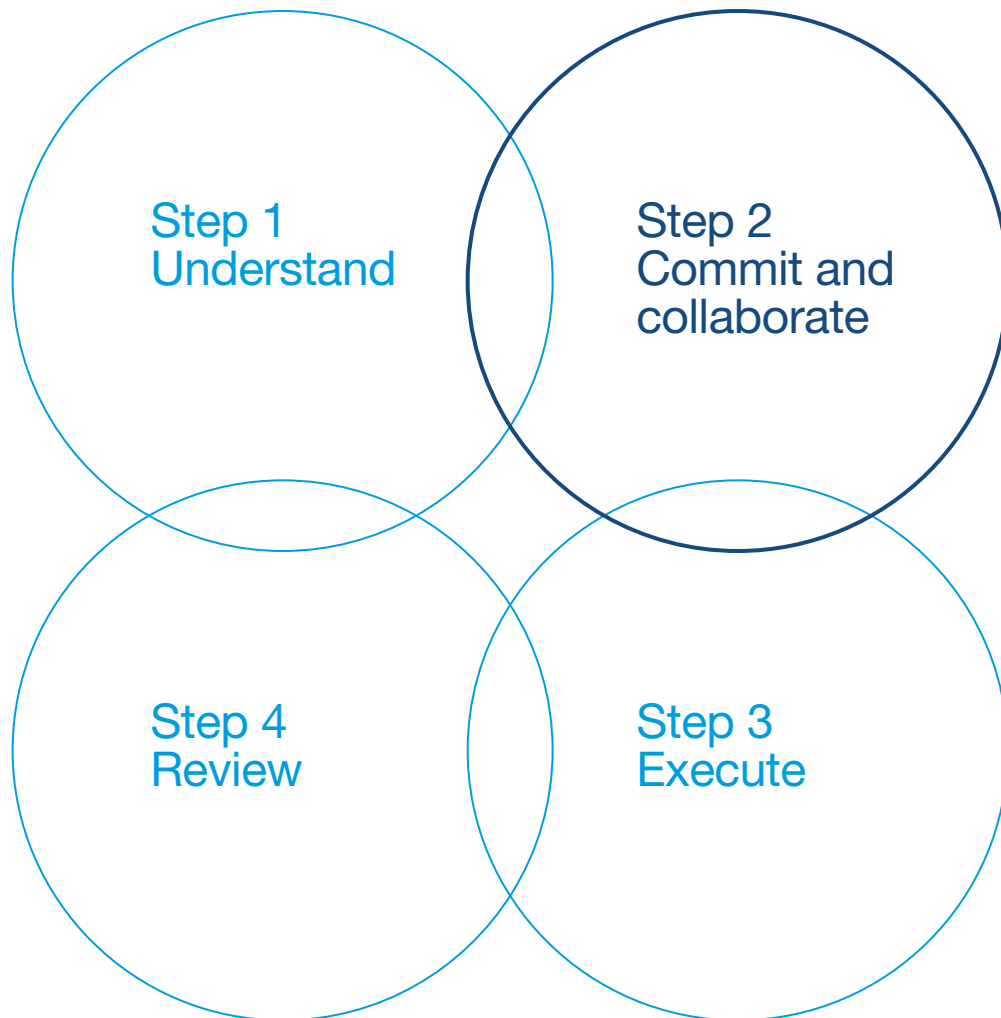 Step 1
Understand
Step 2
Commit and
collaborate
Step 4
Review
Step 3
Execute